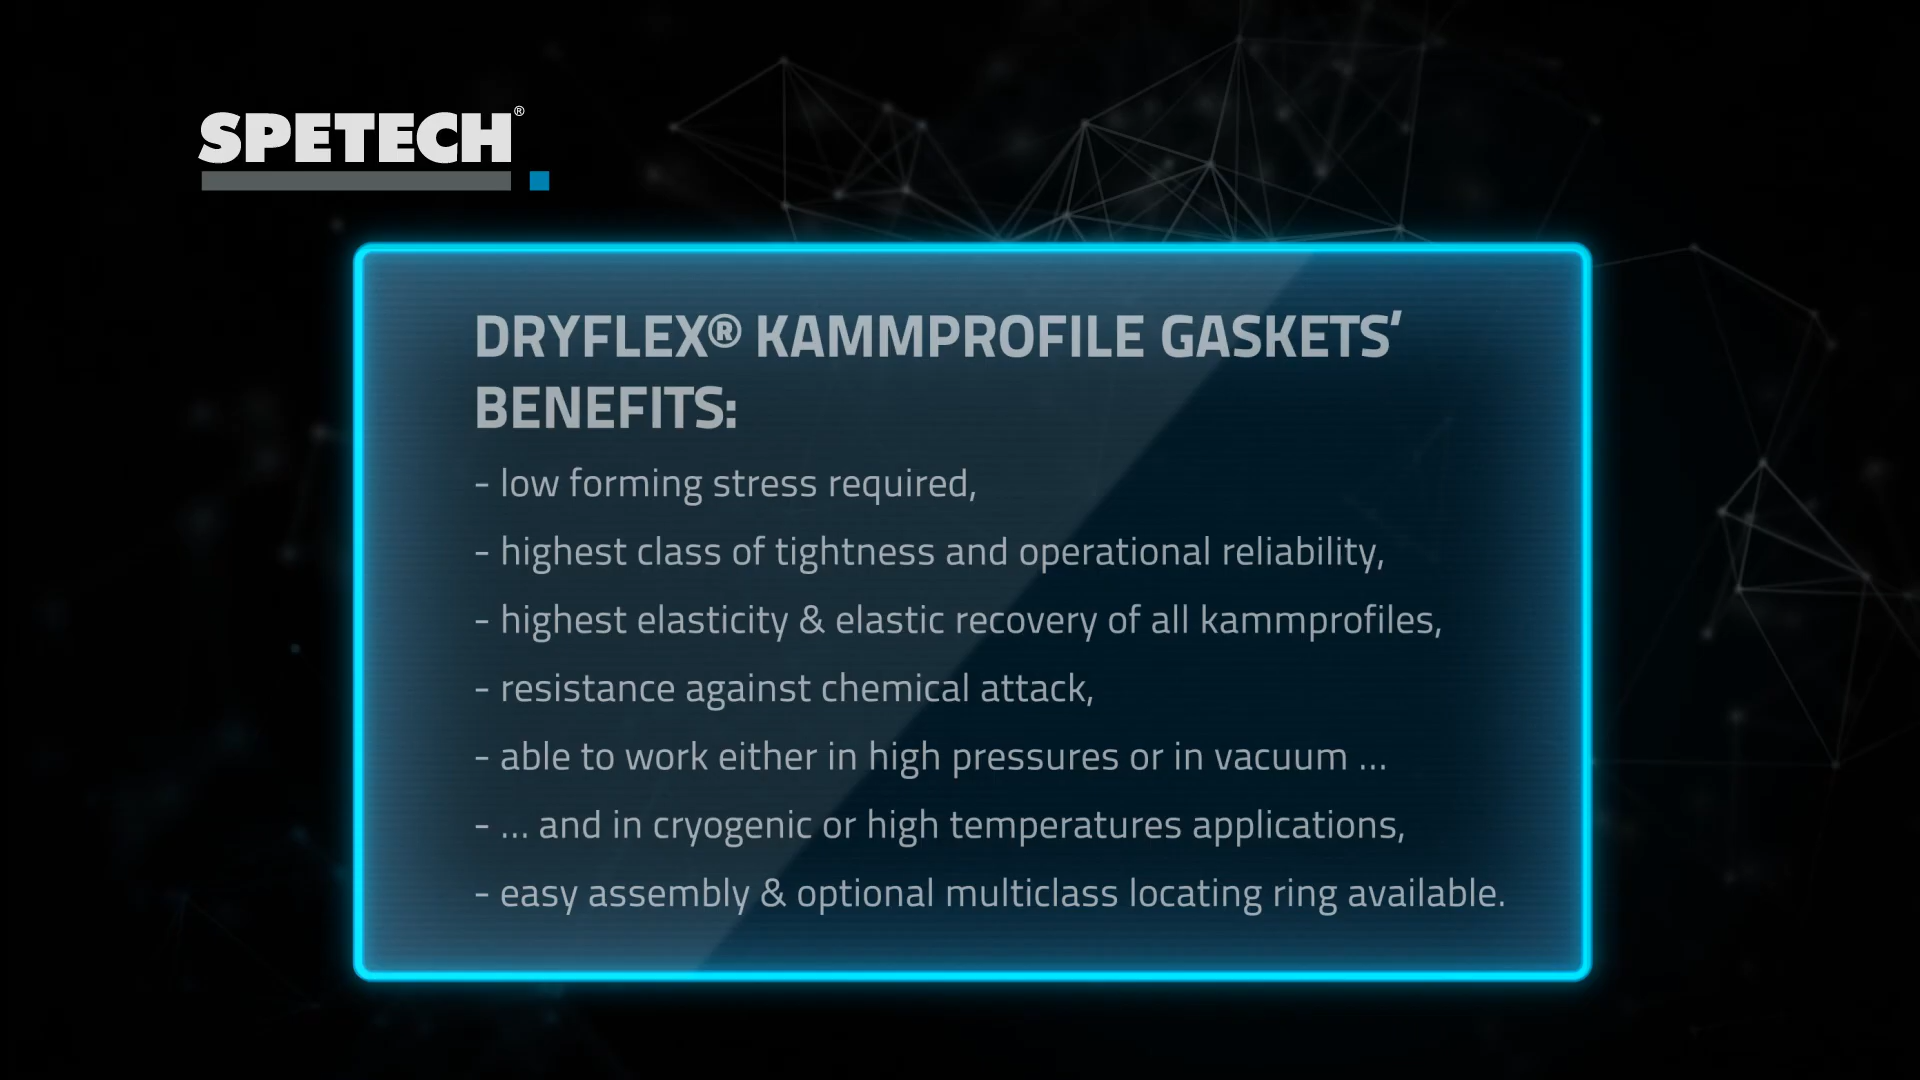 SPETECH®
DRYFLEX® KAMMPROFILE GASKETS'
BENEFITS:
- low forming stress required,
- highest class of tightness and operational reliability,
- highest elasticity & elastic recovery of all kammprofiles,
- resistance against chemical attack,
- able to work either in high pressures or in vacuum ...
- ... and in cryogenic or high temperatures applications,
- easy assembly & optional multiclass locating ring available.